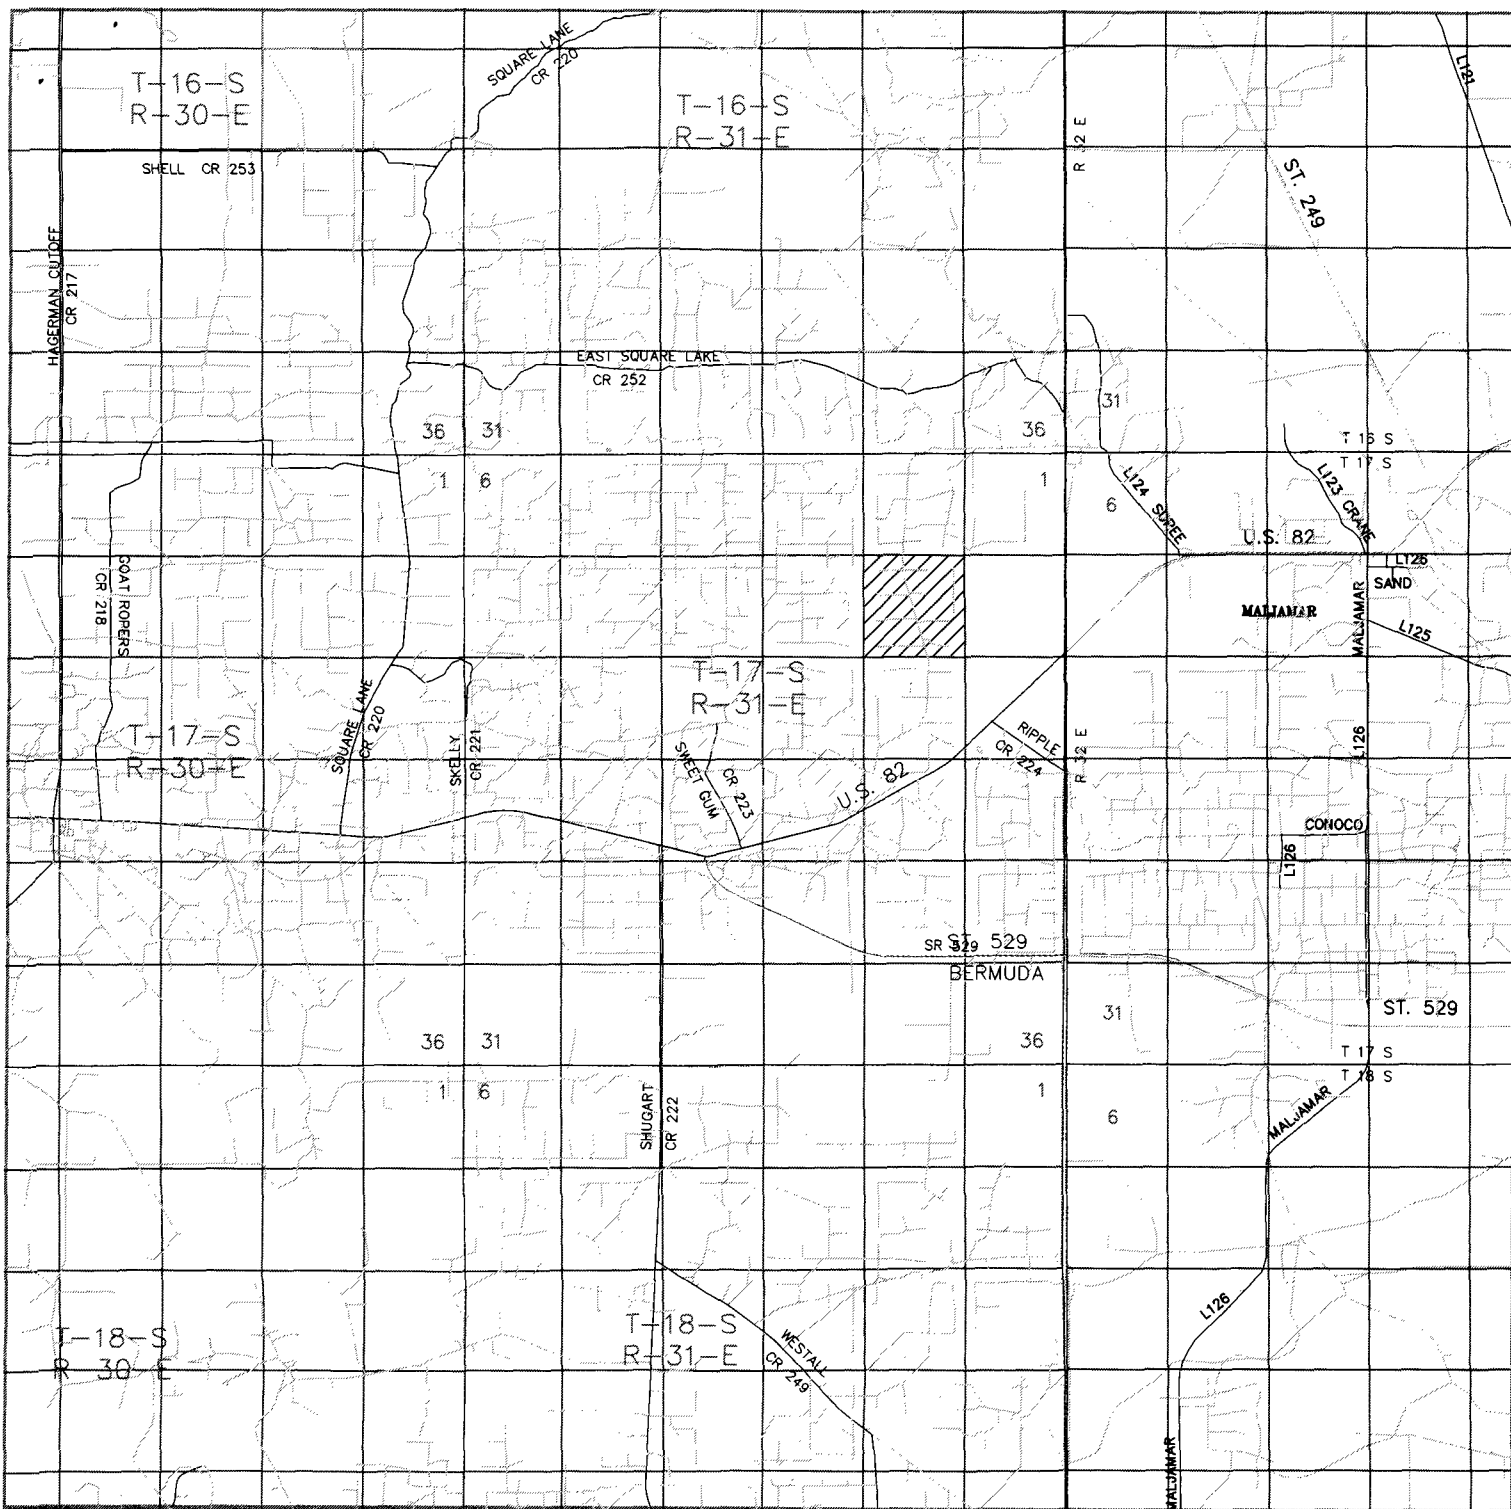 SQUARE LANE
CR 220
L121
T-16-S
R-30-E
T-16-S
R-31-E
R 32 E
SHELL CR 253
ST. 249
HAGERMAN CUTOFF
CR 217
EAST SQUARE LAKE
CR 252
31
36 31
36
T 16 S
T 17 S
1 6
1
6
L124 SUPEE
L123 CRANE
U.S. 82
L126
SAND
GOAT ROPERS
CR 218
MALJAMAR
MALJAMAR
L125
T-17-S
R-31-E
SQUARE LANE
CR 220
T-17-S
R-30-E
SKELLY
CR 221
SWEET GUM
CR 223
U.S. 82
RIPPLE
CR 224
R 32 E
L126
CONOCO
L126
SR 529
ST. 529
BERMUDA
31
ST. 529
36 31
36
T 17 S
T 18 S
1 6
1
6
SHUGART
CR 222
MALJAMAR
L126
T-18-S
R-30-E
T-18-S
R-31-E
WESTALL
CR 249
MALJAMAR